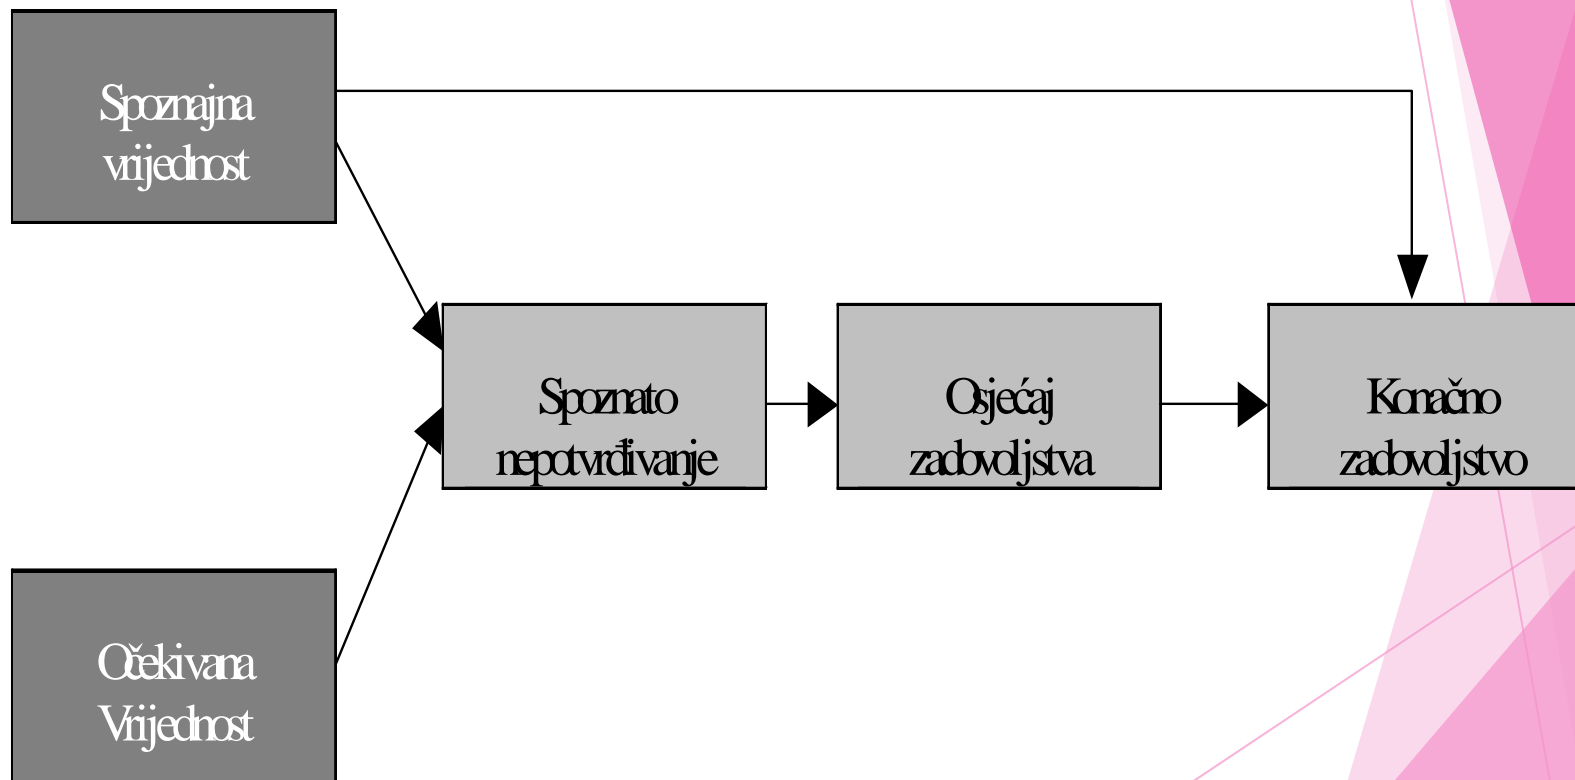 Spoznajna
vrijednost
Spoznato
nepotvrđivanje
Osjećaj
zadovoljstva
Konačno
zadovoljstvo
Očekivana
Vrijednost